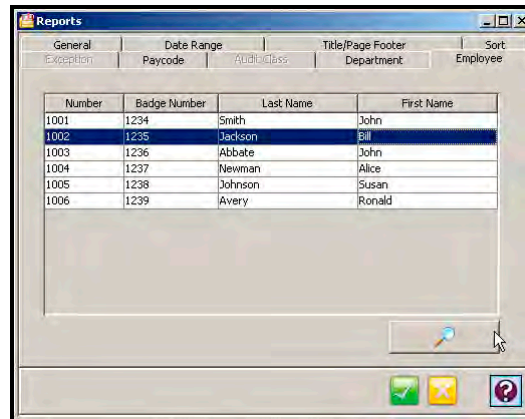 Reports
General Date Range Title/Page Footer Sort
Exception Paycode Audit Class Department Employee
Number Badge Number Last Name First Name
1001 1234 Smith John
1002 1235 Jackson Bill
1003 1236 Abbate John
1004 1237 Newman Alice
1005 1238 Johnson Susan
1006 1239 Avery Ronald